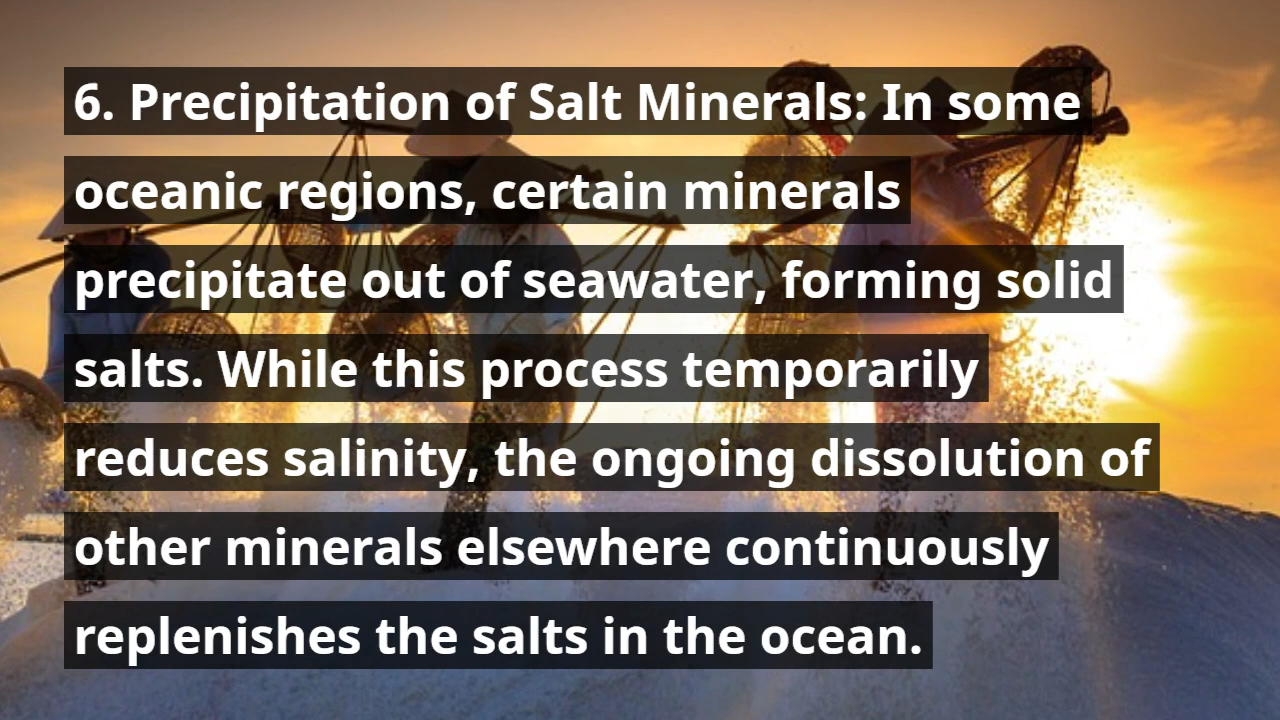 6. Precipitation of Salt Minerals: In some
oceanic regions, certain minerals
precipitate out of seawater, forming solid
salts. While this process temporarily
reduces salinity, the ongoing dissolution of
other minerals elsewhere continuously
replenishes the salts in the ocean.